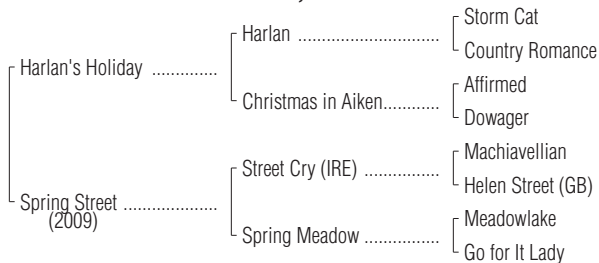 Storm Cat
Harlan ............................
Country Romance
Harlan's Holiday .............
Affirmed
Christmas in Aiken...........
Dowager
Machiavellian
Street Cry (IRE) ...............
Helen Street (GB)
Spring Street ...................
(2009)
Meadowlake
Spring Meadow ...............
Go for It Lady